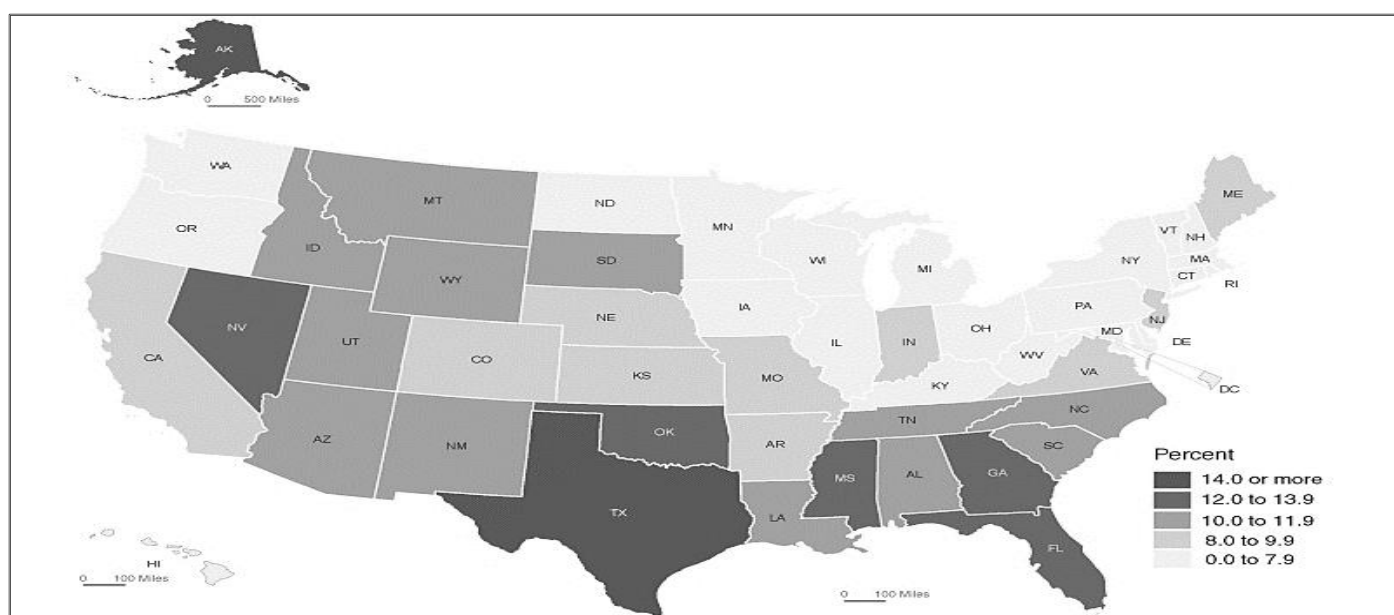 AK
0 500 Miles
WA
MT
ND
MN
ME
OR
ID
SD
WI
MI
VT
NH
NY
MA
CT
RI
WY
IA
PA
NJ
NV
NE
IL
IN
OH
MD
DE
UT
CO
WV
CA
KS
MO
KY
VA
DC
AZ
NM
OK
AR
TN
NC
SC
MS
AL
GA
TX
LA
FL
HI
0 100 Miles
0 100 Miles
Percent
14.0 or more
12.0 to 13.9
10.0 to 11.9
8.0 to 9.9
0.0 to 7.9